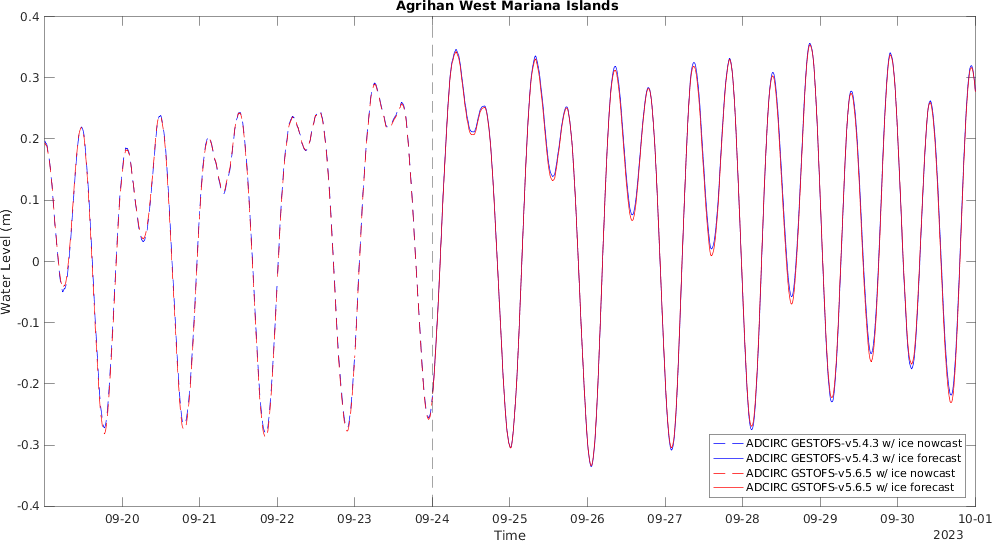 Agrihan West Mariana Islands
Water Level (m)
0.4
0.3
0.2
0.1
0
-0.1
-0.2
-0.3
-0.4
ADCIRC GESTOFS-v5.4.3 w/ ice nowcast
ADCIRC GESTOFS-v5.4.3 w/ ice forecast
ADCIRC GSTOFS-v5.6.5 w/ ice nowcast
ADCIRC GSTOFS-v5.6.5 w/ ice forecast
09-20 09-21 09-22 09-23 09-24 09-25 09-26 09-27 09-28 09-29 09-30 10-01
Time
2023